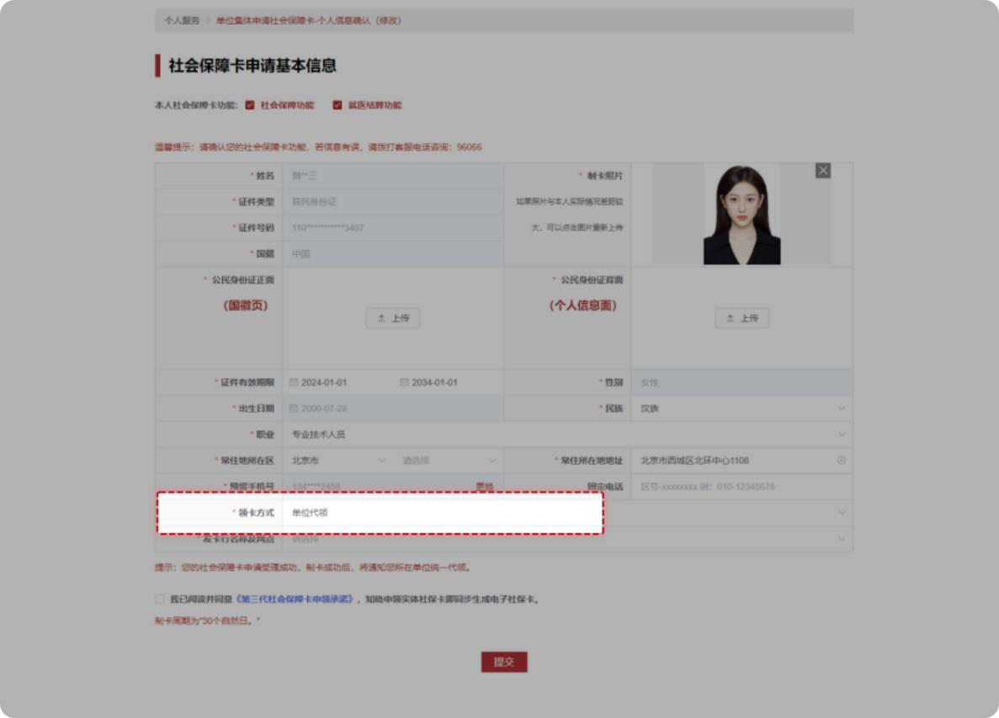 个人服务 > 单位集体申请社会保障卡-个人信息确认（修改）
社会保障卡申请基本信息
本人社会保障卡功能: 社会保障功能 就医结算功能
温馨提示：请确认您的社会保障卡功能，若信息有误，请拨打客服电话咨询：96066
* 姓名 测**三
* 制卡照片
* 证件类型 居民身份证
如果照片与本人实际情况差距较
* 证件号码 110***********3407
大，可以点击图片重新上传
* 国籍 中国
* 公民身份证正面
（国徽页）
上传
* 公民身份证背面
（个人信息面）
上传
* 证件有效期限 2024-01-01 2034-01-01 * 性别 女性
* 出生日期 2000-07-28 * 民族 汉族
* 职业 专业技术人员
* 常住地所在区 北京市 请选择 * 常住所在地地址 北京市西城区北环中心1108
* 预留手机号 134****2458 更换 固定电话 区号-xxxxxxxx 例：010-12345678
* 领卡方式 单位代领
* 发卡行名称及网点 请选择
提示：您的社会保障卡申请受理成功，制卡成功后，将通知您所在单位统一代领。
我已阅读并同意《第三代社会保障卡申领承诺》，知晓申领实体社保卡即同步生成电子社保卡。
制卡周期为"30个自然日。"
提交